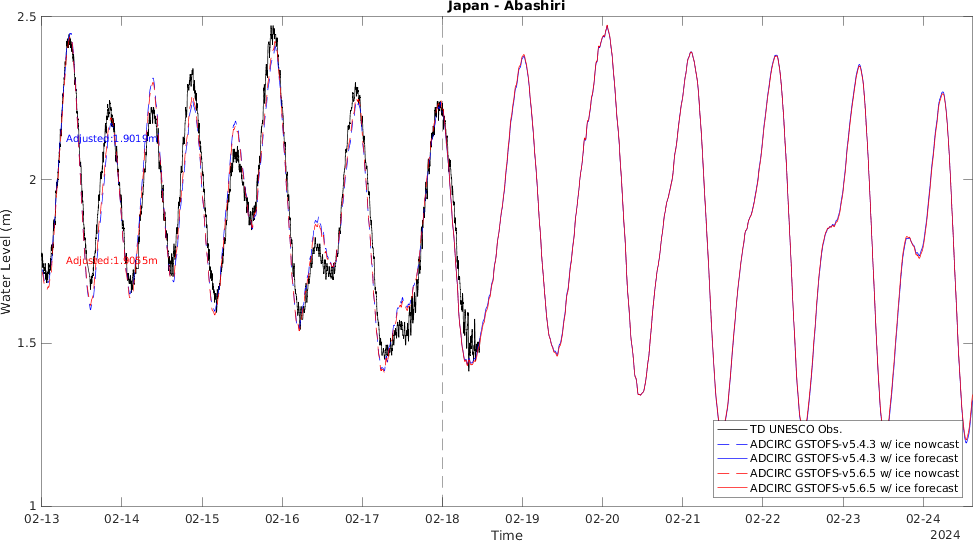 Japan - Abashiri
2.5
2
1.5
1
Water Level (m)
Adjusted:1.9019m
Adjusted:1.9065m
TD UNESCO Obs.
ADCIRC GSTOFS-v5.4.3 w/ ice nowcast
ADCIRC GSTOFS-v5.4.3 w/ ice forecast
ADCIRC GSTOFS-v5.6.5 w/ ice nowcast
ADCIRC GSTOFS-v5.6.5 w/ ice forecast
02-13 02-14 02-15 02-16 02-17 02-18 02-19 02-20 02-21 02-22 02-23 02-24
Time
2024